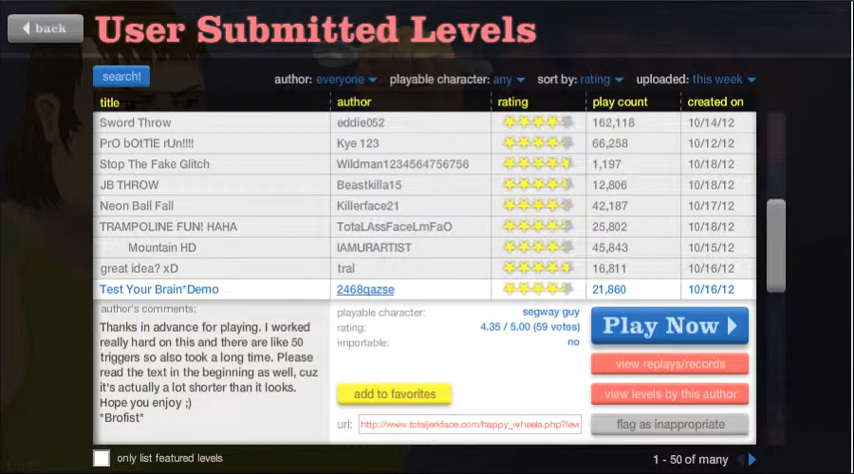 back
User Submitted Levels
search!
author: everyone playable character: any sort by: rating uploaded: this week
title author rating play count created on
Sword Throw eddie052 162,118 10/14/12
PrO bOtTlE rUn!!!! Kye 123 66,258 10/12/12
Stop The Fake Glitch Wildman1234564756756 1,197 10/18/12
JB THROW Beastkilla15 12,806 10/18/12
Neon Ball Fall Killerface21 42,187 10/17/12
TRAMPOLINE FUN! HAHA TotaLAssFaceLmFaO 25,802 10/18/12
Mountain HD IAMURARTIST 45,843 10/15/12
great idea? xD tral 16,811 10/16/12
Test Your Brain*Demo 2468qazse 21,860 10/16/12
author's comments:
Thanks in advance for playing. I worked
really hard on this and there are like 50
triggers so also took a long time. Please
read the text in the beginning as well, cuz
it's actually a lot shorter than it looks.
Hope you enjoy ;)
*Brofist*
playable character: segway guy
rating: 4.35 / 5.00 (59 votes)
importable: no
add to favorites
url: http://www.totaljerkface.com/happy_wheels.php?lev
Play Now
view replays/records
view levels by this author
flag as inappropriate
only list featured levels
1 - 50 of many